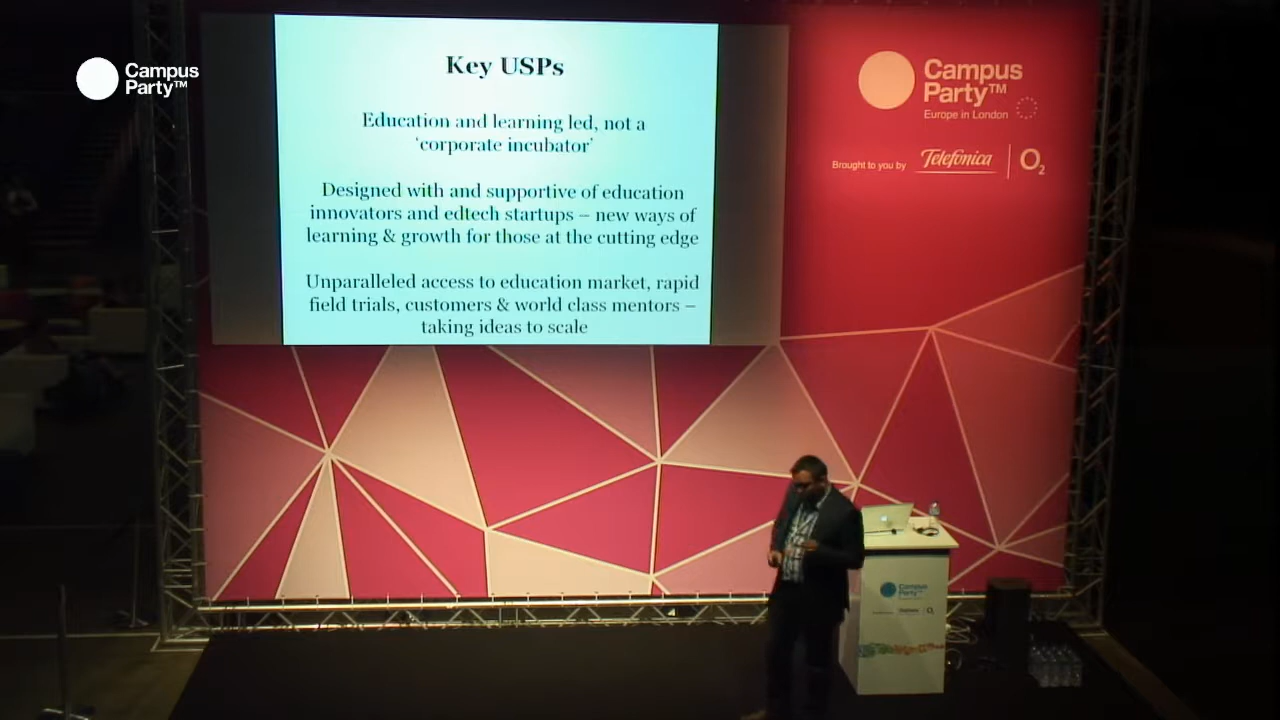 Campus
Party™
Key USPs
Education and learning led, not a
‘corporate incubator’
Designed with and supportive of education
innovators and edtech startups – new ways of
learning & growth for those at the cutting edge
Unparalleled access to education market, rapid
field trials, customers & world class mentors –
taking ideas to scale
Campus
Party™
Europe in London
Brought to you by Telefónica O2
Campus
Party™